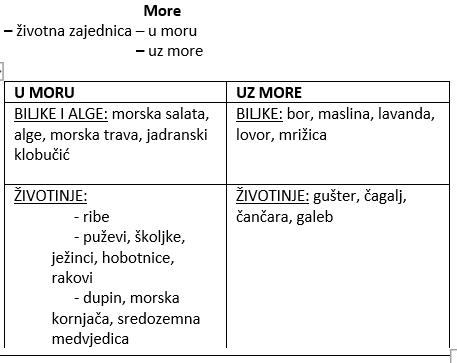 More
– životna zajednica – u moru
– uz more
U MORU
BILJKE I ALGE: morska salata,
alge, morska trava, jadranski
klobučić
UZ MORE
BILJKE: bor, maslina, lavanda,
lovor, mrižica
ŽIVOTINJE:
- ribe
- puževi, školjke,
ježinci, hobotnice,
rakovi
- dupin, morska
kornjača, sredozemna
medvjedica
ŽIVOTINJE: gušter, čagalj,
čančara, galeb